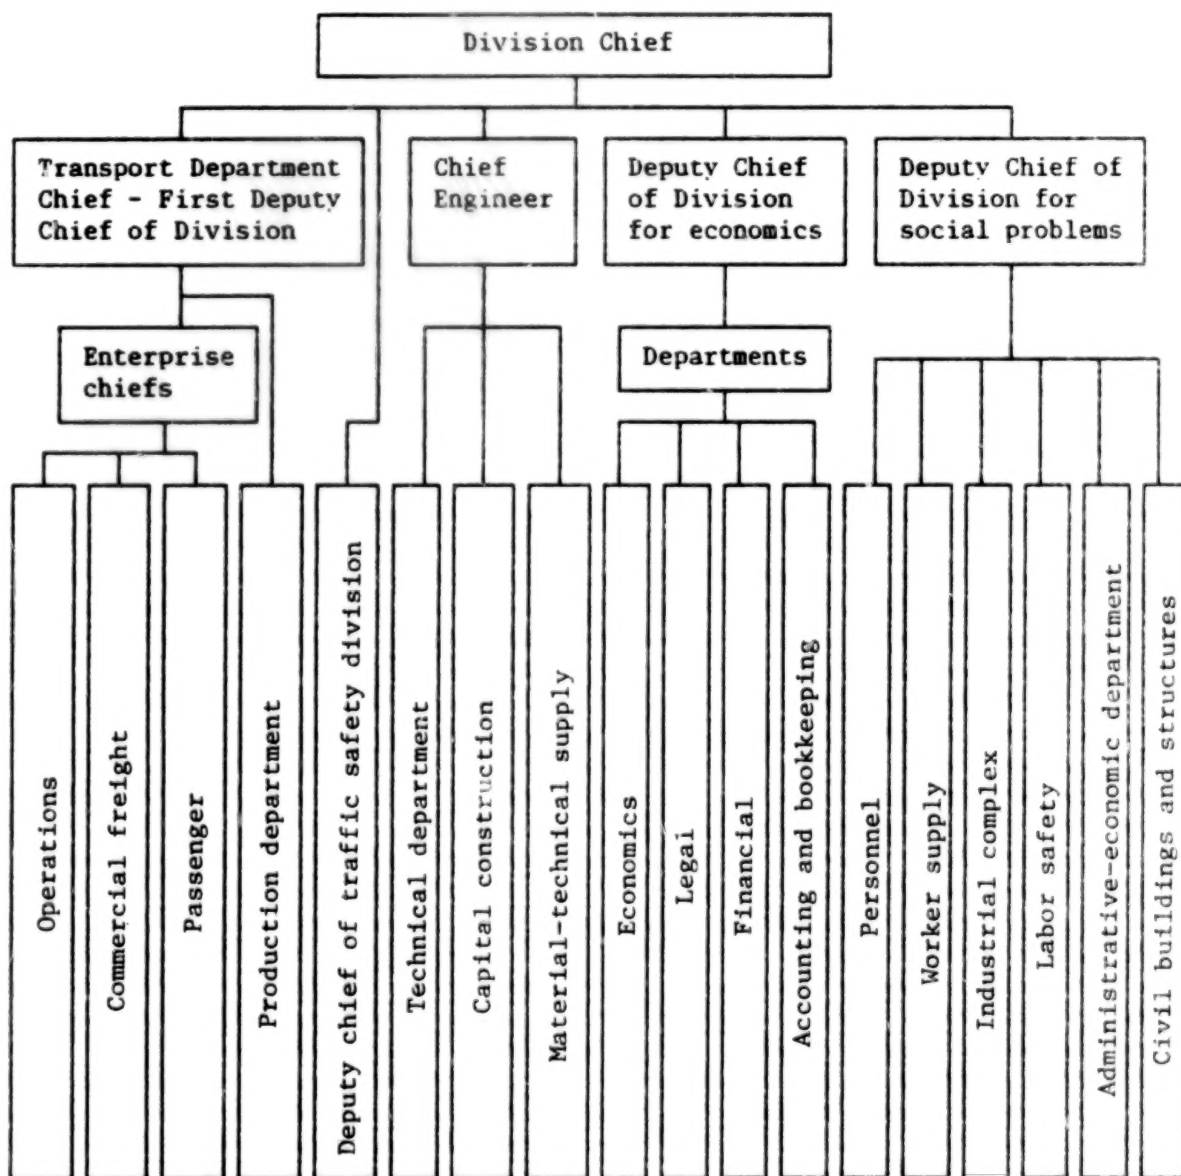 Division Chief
Transport Department
Chief - First Deputy
Chief of Division
Chief
Engineer
Deputy Chief
of Division
for economics
Deputy Chief of
Division for
social problems
Enterprise
chiefs
Departments
Operations
Commercial freight
Passenger
Production department
Deputy chief of traffic safety division
Technical department
Capital construction
Material-technical supply
Economics
Legal
Financial
Accounting and bookkeeping
Personnel
Worker supply
Industrial complex
Labor safety
Administrative-economic department
Civil buildings and structures